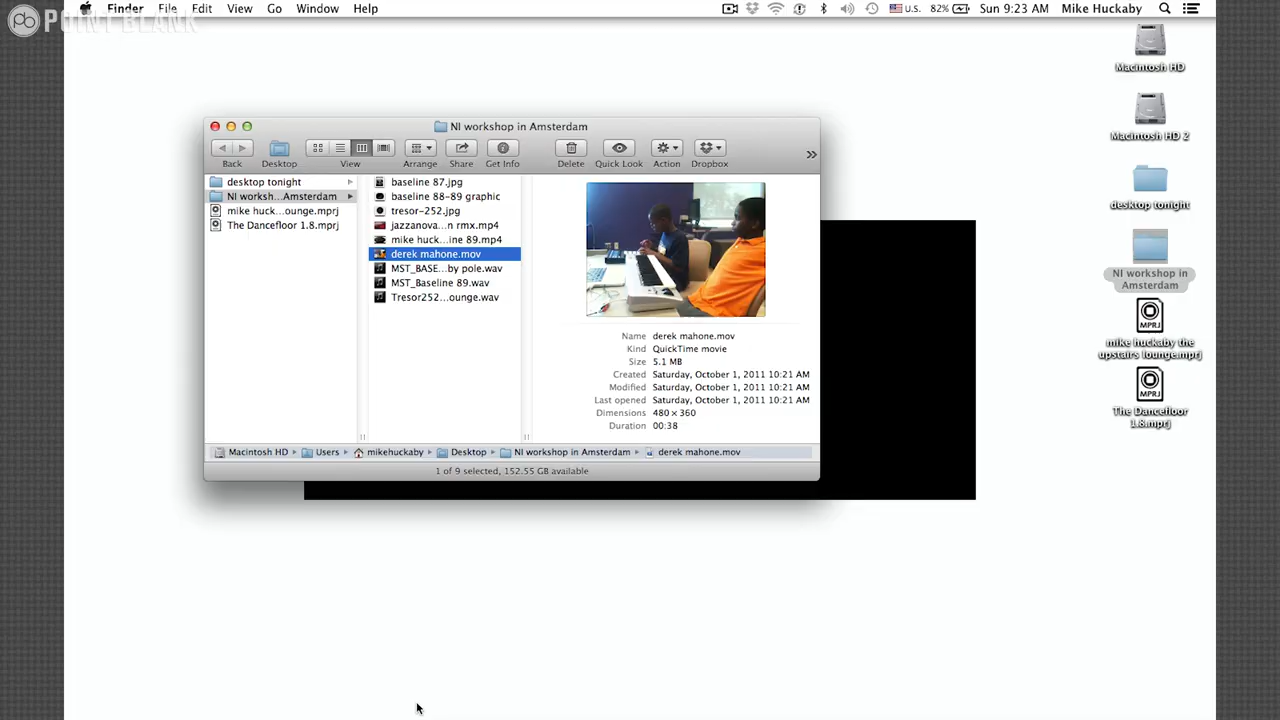 POINT BLANK
Finder File Edit View Go Window Help
U.S. 82% Sun 9:23 AM Mike Huckaby
NI workshop in Amsterdam
Back Desktop View Arrange Share Get Info Delete Quick Look Action Dropbox
desktop tonight
NI worksh...Amsterdam
mike huck...ounge.mprj
The Dancefloor 1.8.mprj
baseline 87.jpg
baseline 88-89 graphic
tresor-252.jpg
jazzanova...n rmx.mp4
mike huck...ine 89.mp4
derek mahone.mov
MST_BASE...by pole.wav
MST_Baseline 89.wav
Tresor252...ounge.wav
Name derek mahone.mov
Kind QuickTime movie
Size 5.1 MB
Created Saturday, October 1, 2011 10:21 AM
Modified Saturday, October 1, 2011 10:21 AM
Last opened Saturday, October 1, 2011 10:21 AM
Dimensions 480 × 360
Duration 00:38
Macintosh HD Users mikehuckaby Desktop NI workshop in Amsterdam derek mahone.mov
1 of 9 selected, 152.55 GB available
Macintosh HD
Macintosh HD 2
desktop tonight
NI workshop in
Amsterdam
MPRJ
mike huckaby the
upstairs lounge.mprj
MPRJ
The Dancefloor
1.8.mprj